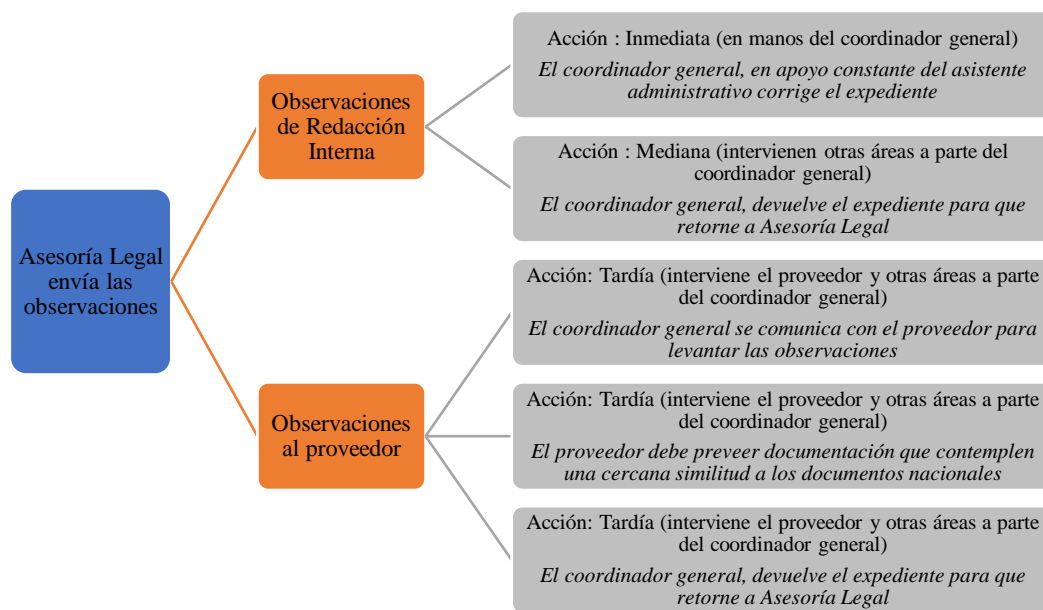 Asesoría Legal
envía las
observaciones
Observaciones
de Redacción
Interna
Acción : Inmediata (en manos del coordinador general)
El coordinador general, en apoyo constante del asistente
administrativo corrige el expediente
Acción : Mediana (intervienen otras áreas a parte del
coordinador general)
El coordinador general, devuelve el expediente para que
retorne a Asesoría Legal
Observaciones
al proveedor
Acción: Tardía (interviene el proveedor y otras áreas a parte
del coordinador general)
El coordinador general se comunica con el proveedor para
levantar las observaciones
Acción: Tardía (interviene el proveedor y otras áreas a parte
del coordinador general)
El proveedor debe preveer documentación que contemplen
una cercana similitud a los documentos nacionales
Acción: Tardía (interviene el proveedor y otras áreas a parte
del coordinador general)
El coordinador general, devuelve el expediente para que
retorne a Asesoría Legal